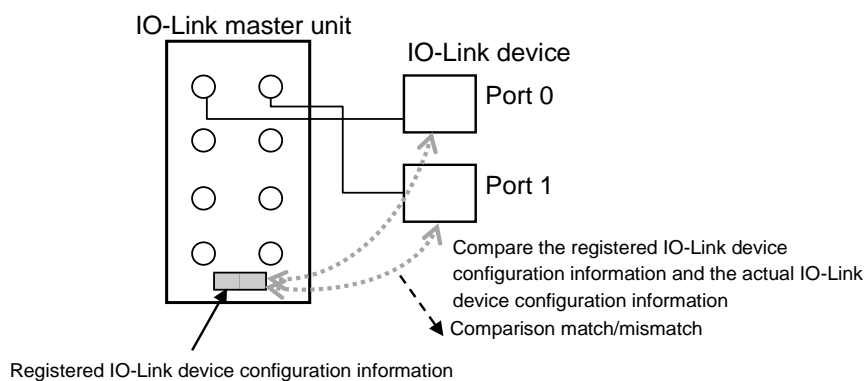 IO-Link master unit
IO-Link device
Port 0
Port 1
Compare the registered IO-Link device
configuration information and the actual IO-Link
device configuration information
Comparison match/mismatch
Registered IO-Link device configuration information